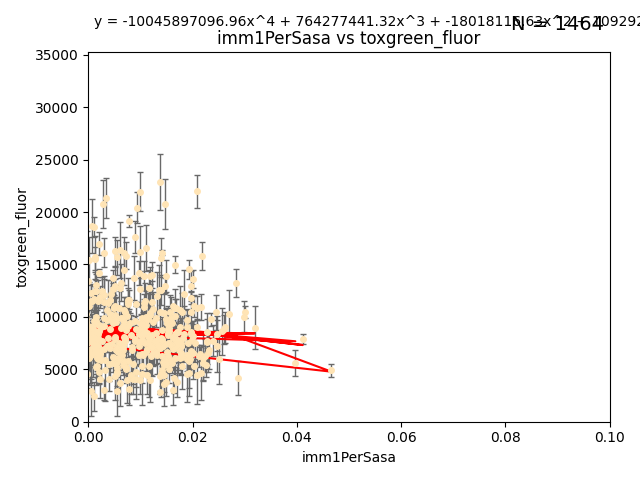 y = -10045897096.96x^4 + 764277441.32x^3 +
N = 1464
imm1PerSasa vs toxgreen_fluor
35000
30000
25000
20000
15000
10000
5000
0
toxgreen_fluor
0.00 0.02 0.04 0.06 0.08 0.10
imm1PerSasa